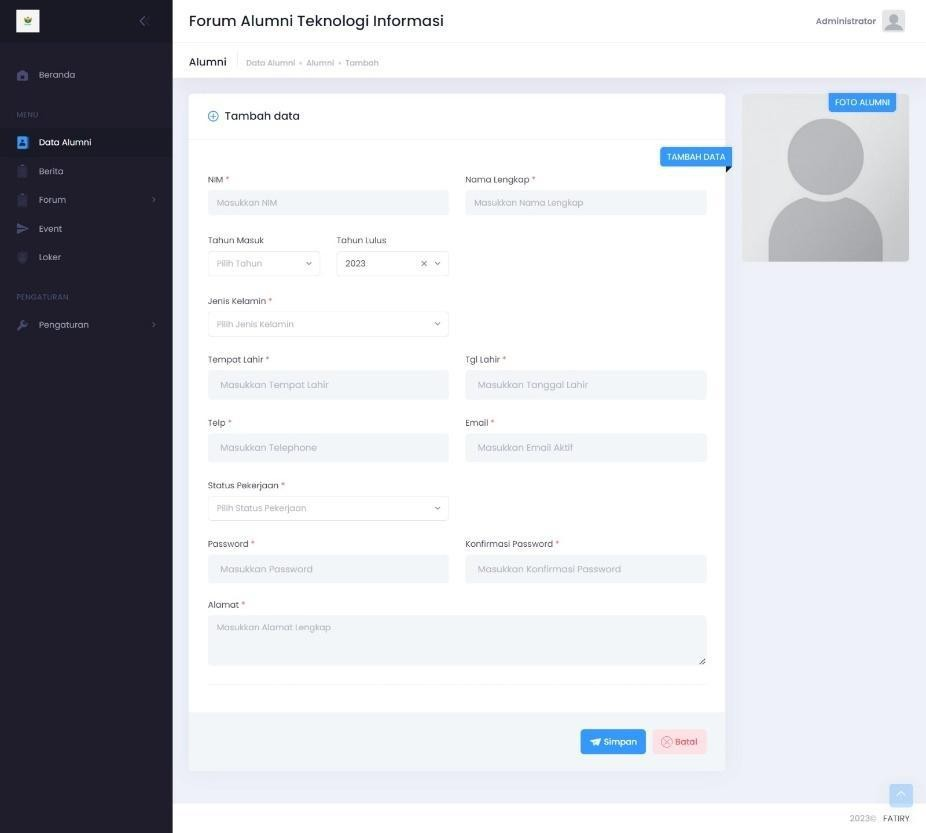 Forum Alumni Teknologi Informasi
Administrator
Alumni
Data Alumni • Alumni • Tambah
Beranda
MENU
Data Alumni
Berita
Forum
Event
Loker
PENGATURAN
Pengaturan
Tambah data
FOTO ALUMNI
TAMBAH DATA
NIM *
Nama Lengkap *
Masukkan NIM
Masukkan Nama Lengkap
Tahun Masuk
Tahun Lulus
Pilih Tahun
2023
Jenis Kelamin *
Pilih Jenis Kelamin
Tempat Lahir *
Tgl Lahir *
Masukkan Tempat Lahir
Masukkan Tanggal Lahir
Telp *
Email *
Masukkan Telephone
Masukkan Email Aktif
Status Pekerjaan *
Pilih Status Pekerjaan
Password *
Konfirmasi Password *
Masukkan Password
Masukkan Konfirmasi Password
Alamat *
Masukkan Alamat Lengkap
Simpan
Batal
2023© FATIRY